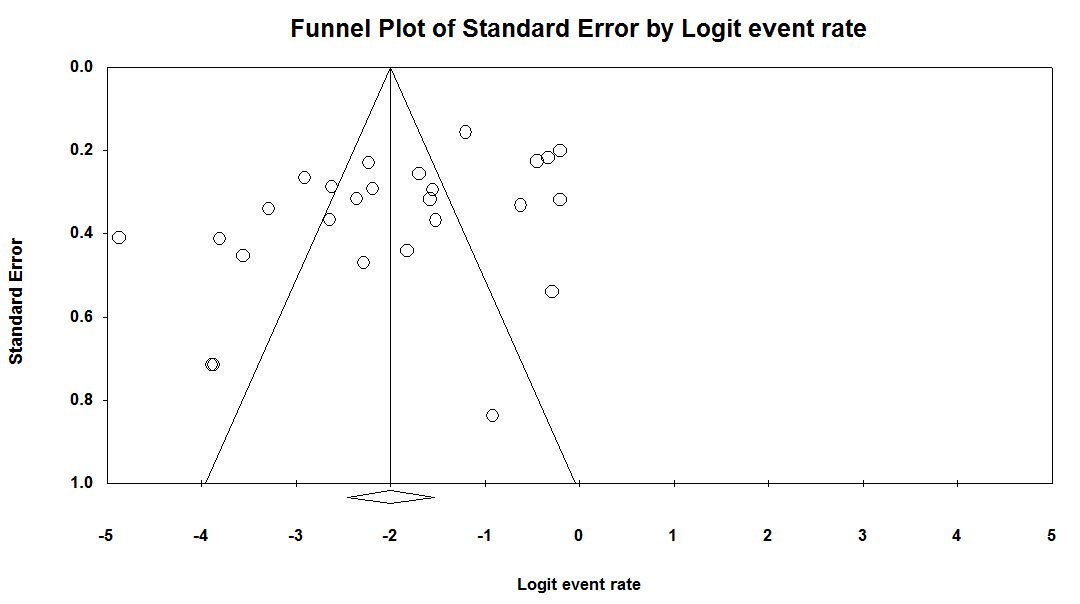 Funnel Plot of Standard Error by Logit event rate
0.0
0.2
0.4
0.6
0.8
1.0
Standard Error
-5 -4 -3 -2 -1 0 1 2 3 4 5
Logit event rate